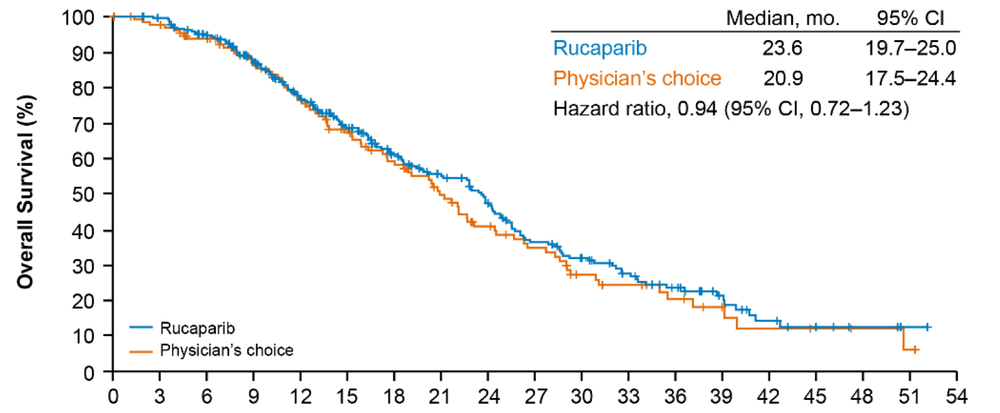 Median, mo. 95% CI
Rucaparib 23.6 19.7–25.0
Physician's choice 20.9 17.5–24.4
Hazard ratio, 0.94 (95% CI, 0.72–1.23)
Overall Survival (%)
100
90
80
70
60
50
40
30
20
10
0
Rucaparib
Physician's choice
0 3 6 9 12 15 18 21 24 27 30 33 36 39 42 45 48 51 54